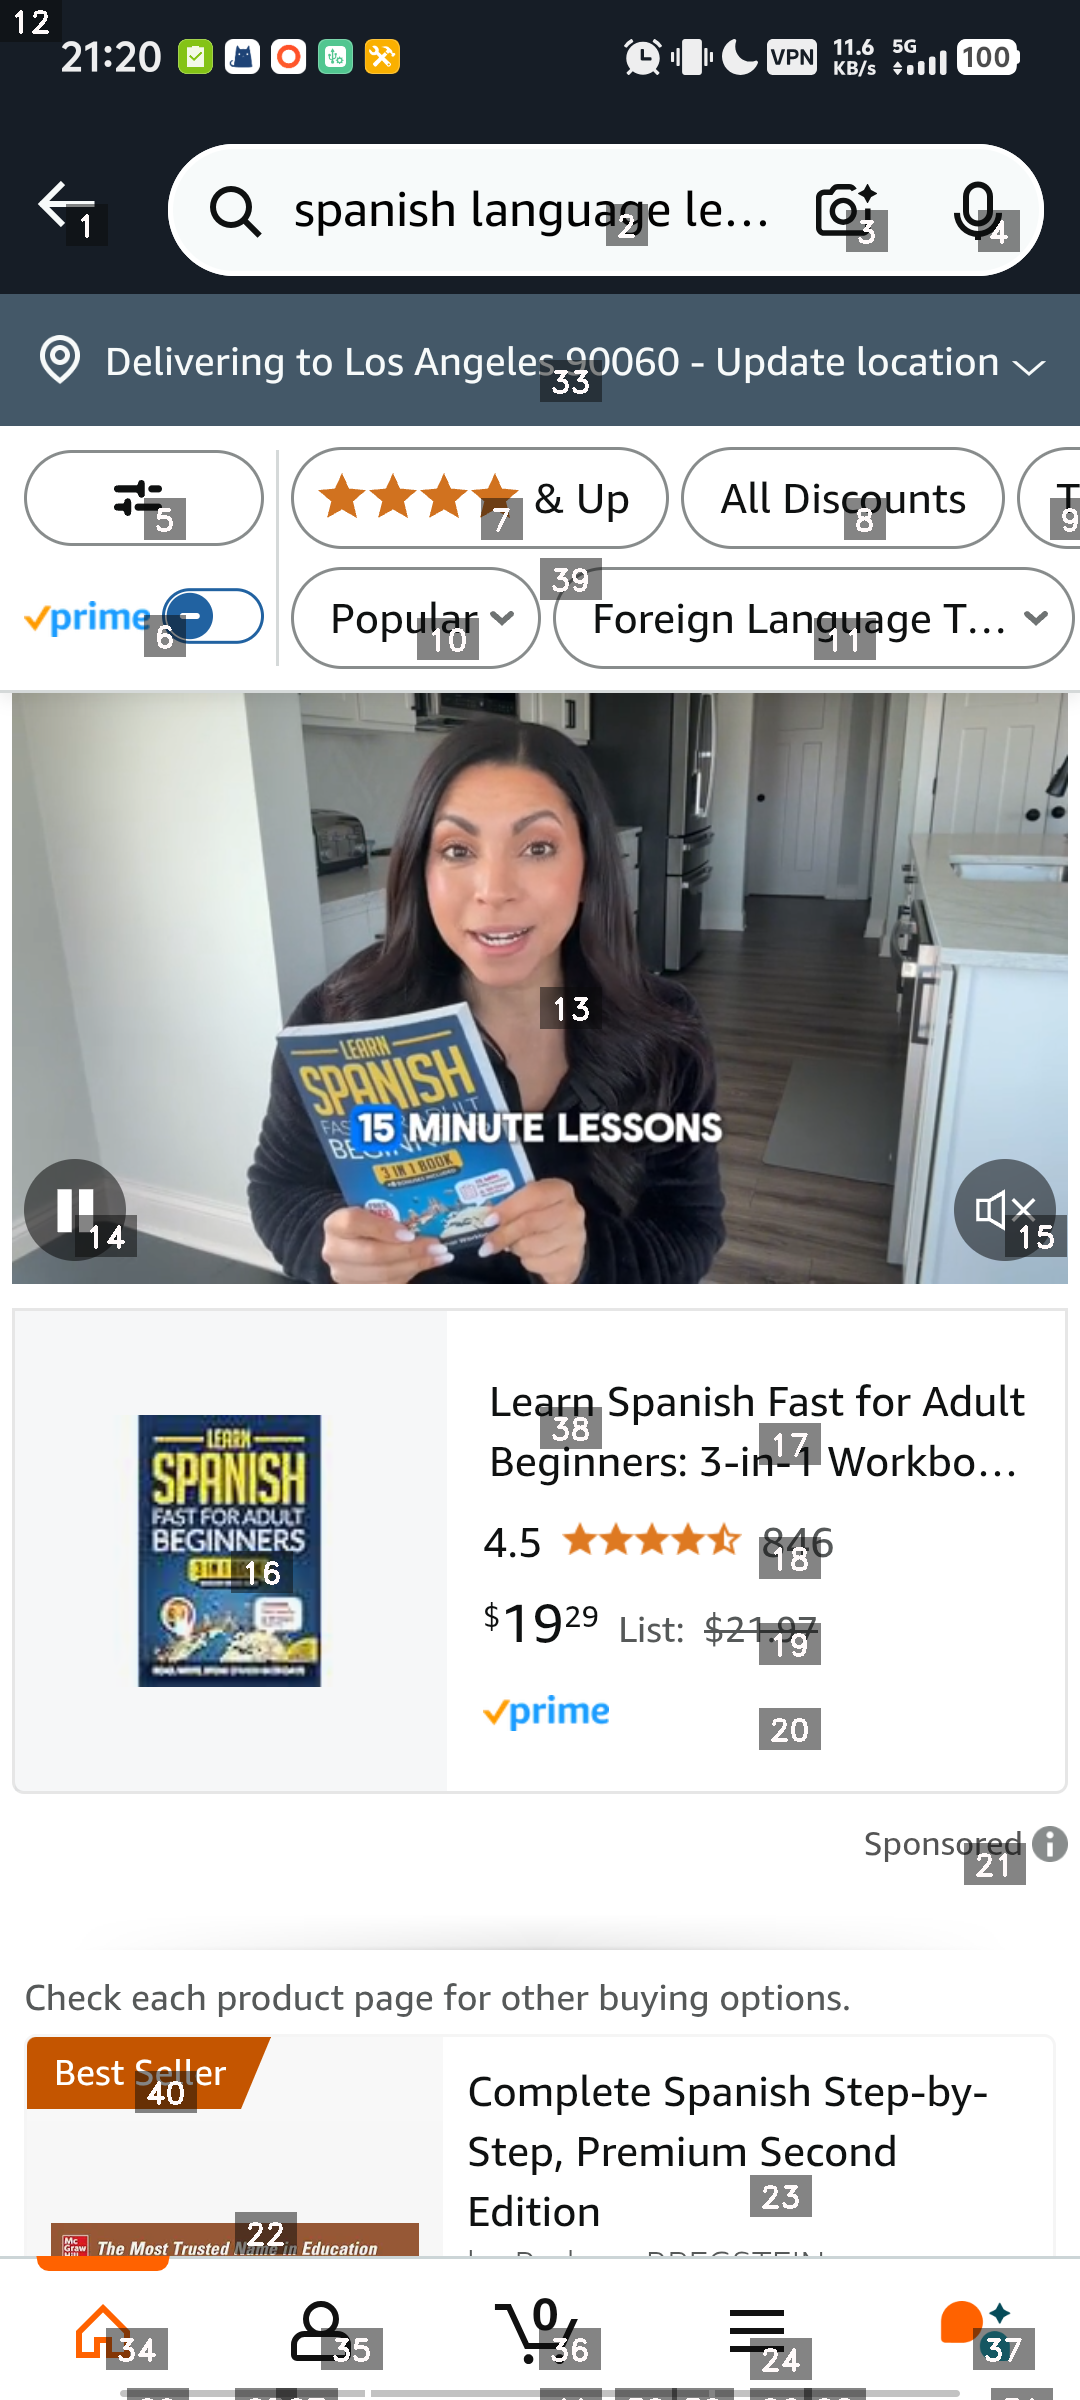 21:20
VPN
11.6 KB/s
5G
100
spanish language le...
Delivering to Los Angeles 90060 - Update location
& Up
All Discounts
prime
Popular
Foreign Language T...
LEARN
SPANISH
3 IN 1 BOOK
15 MINUTE LESSONS
LEARN
SPANISH
FAST FOR ADULT
BEGINNERS
Learn Spanish Fast for Adult
Beginners: 3-in-1 Workbo...
4.5 846
$19.29 List: $21.97
prime
Sponsored
Check each product page for other buying options.
Best Seller
Complete Spanish Step-by-
Step, Premium Second
Edition
Mc Graw Hill
The Most Trusted Name in Education
0
1
2
3
4
5
6
7
8
9
10
11
12
13
14
15
16
17
18
19
20
21
22
23
24
33
34
35
36
37
38
39
40